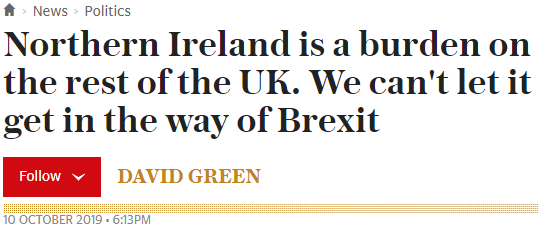 News > Politics
Northern Ireland is a burden on
the rest of the UK. We can't let it
get in the way of Brexit
Follow
DAVID GREEN
10 OCTOBER 2019 • 6:13PM